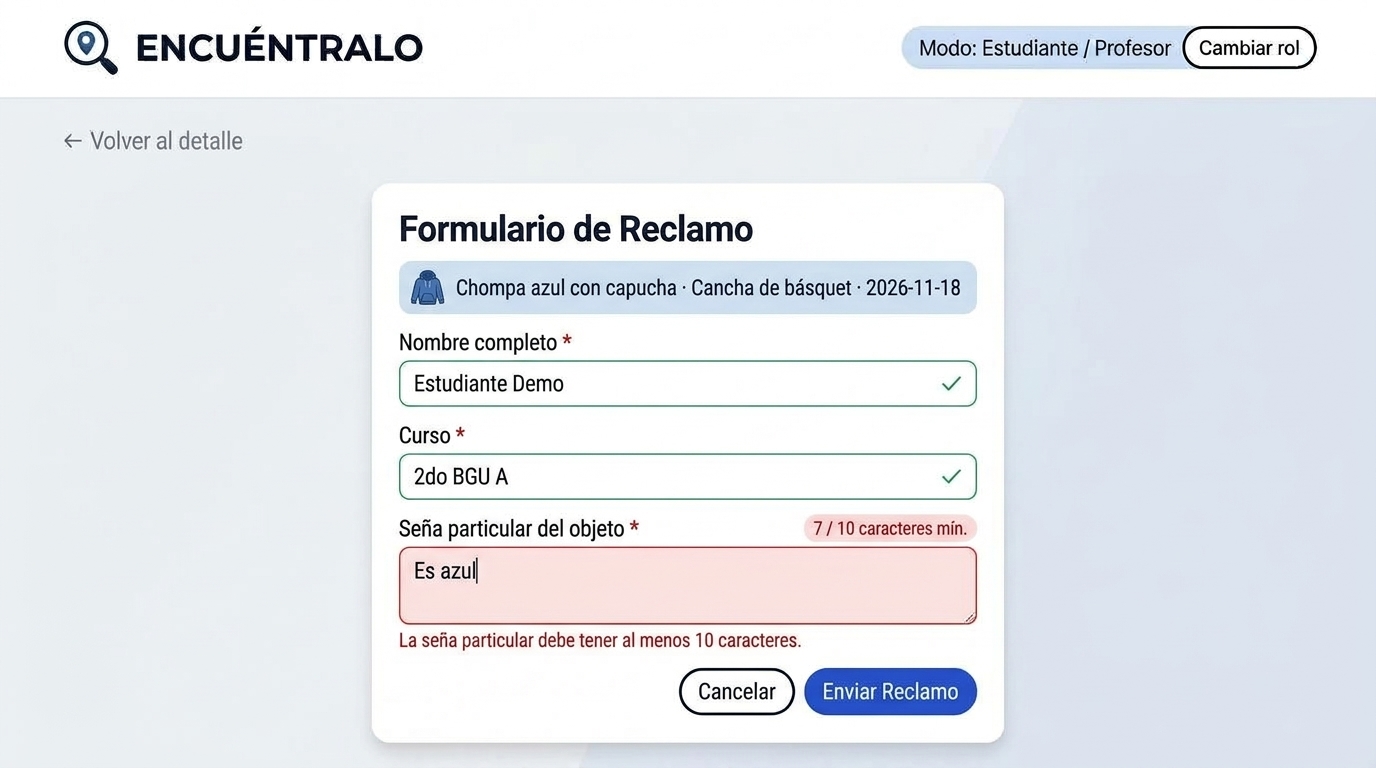 ENCUÉNTRALO
Modo: Estudiante / Profesor
Cambiar rol
← Volver al detalle
Formulario de Reclamo
Chompa azul con capucha · Cancha de básquet · 2026-11-18
Nombre completo *
Estudiante Demo
Curso *
2do BGU A
Seña particular del objeto *
7 / 10 caracteres mín.
Es azul
La seña particular debe tener al menos 10 caracteres.
Cancelar
Enviar Reclamo